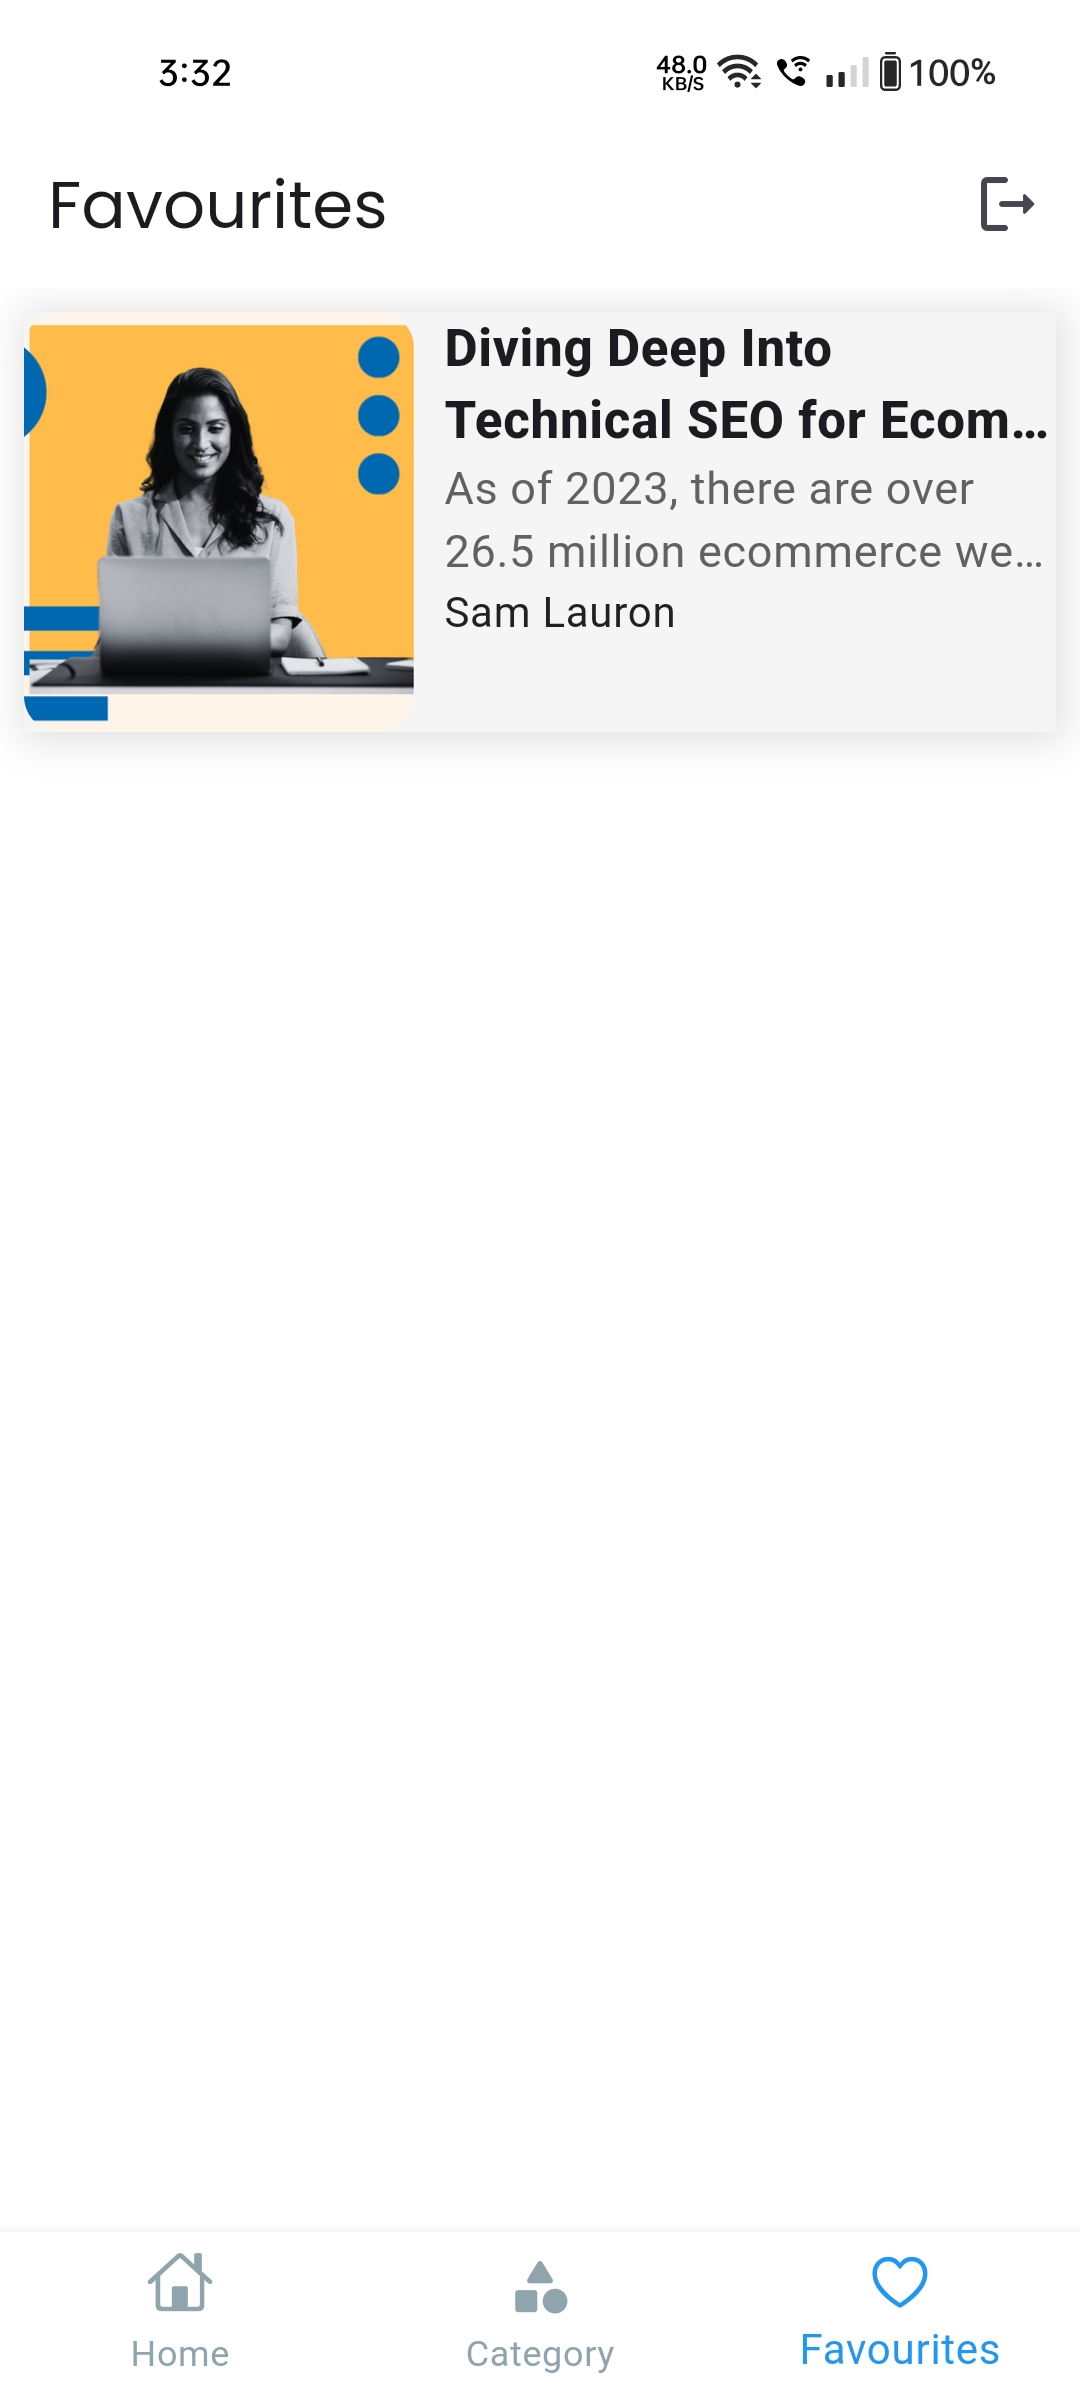 3:32
48.0
KB/S
100%
Favourites
Diving Deep Into
Technical SEO for Ecom...
As of 2023, there are over
26.5 million ecommerce we...
Sam Lauron
Home
Category
Favourites